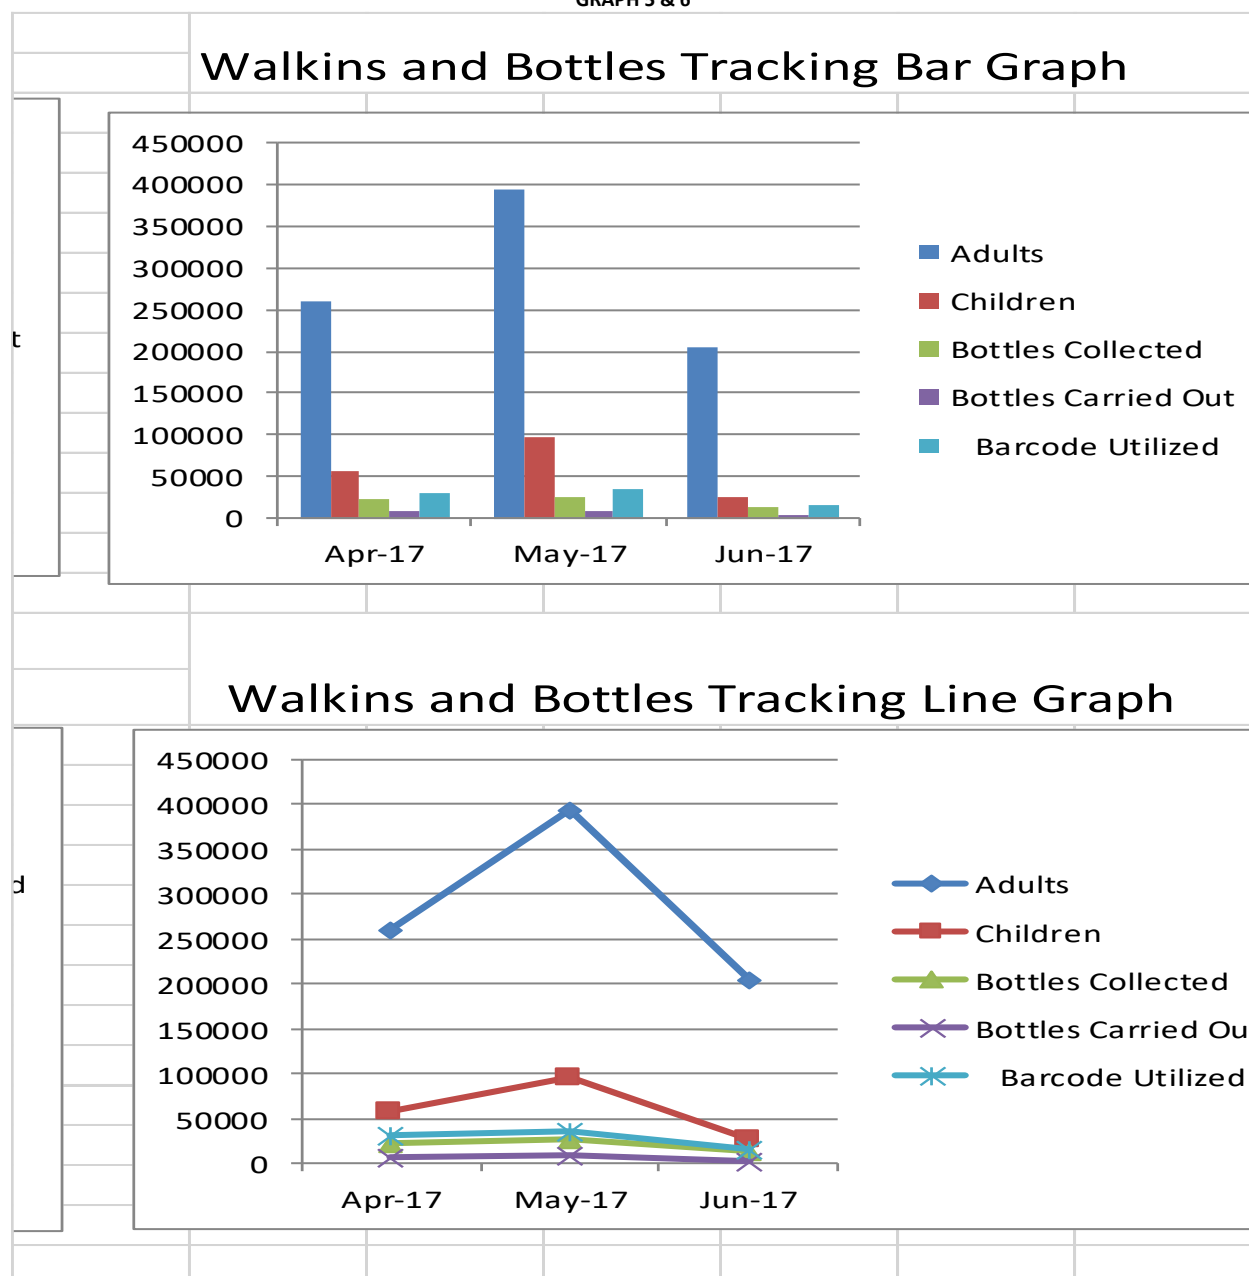 GRAPH 5 & 6
Walkins and Bottles Tracking Bar Graph
450000
400000
350000
300000
250000
200000
150000
100000
50000
0
Apr-17 May-17 Jun-17
Adults
Children
Bottles Collected
Bottles Carried Out
Barcode Utilized
t
Walkins and Bottles Tracking Line Graph
450000
400000
350000
300000
250000
200000
150000
100000
50000
0
Apr-17 May-17 Jun-17
Adults
Children
Bottles Collected
Bottles Carried Ou
Barcode Utilized
d